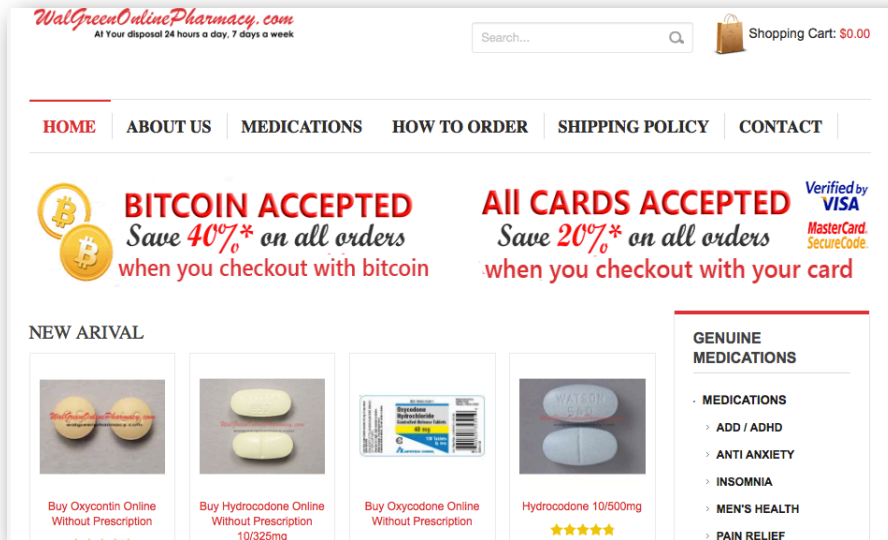 WalGreenOnlinePharmacy.com
At Your disposal 24 hours a day, 7 days a week
Search...
Shopping Cart: $0.00
HOME
ABOUT US
MEDICATIONS
HOW TO ORDER
SHIPPING POLICY
CONTACT
BITCOIN ACCEPTED
Save 40%* on all orders
when you checkout with bitcoin
All CARDS ACCEPTED
Save 20%* on all orders
when you checkout with your card
Verified by
VISA
MasterCard.
SecureCode.
NEW ARIVAL
WalGreenOnlinePharmacy.com
Buy Oxycontin Online
Without Prescription
WalGreenOnlinePharmacy.com
Buy Hydrocodone Online
Without Prescription
10/325mg
Oxycodone
Hydrochloride
40 mg
Buy Oxycodone Online
Without Prescription
WATSON
WalGreenOnlinePharmacy.com
Hydrocodone 10/500mg
GENUINE
MEDICATIONS
MEDICATIONS
ADD / ADHD
ANTI ANXIETY
INSOMNIA
MEN'S HEALTH
PAIN RELIEF